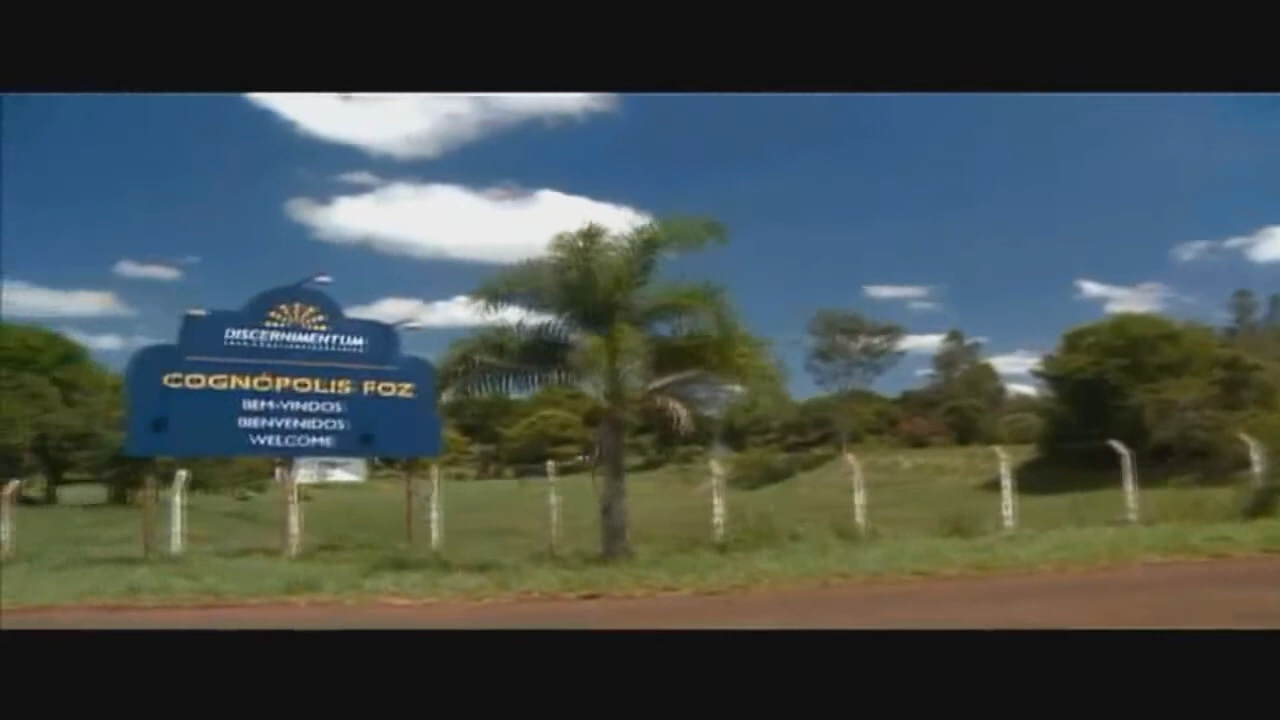 DISCERNIMENTUM
COGNÓPOLIS FOZ
BEM-VINDOS
BIENVENIDOS
WELCOME